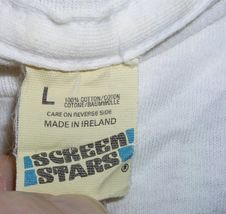 L
100% COTTON/COTON
COTONE/BAUMWOLLE
CARE ON REVERSE SIDE
MADE IN IRELAND
SCREEN
STARS
®